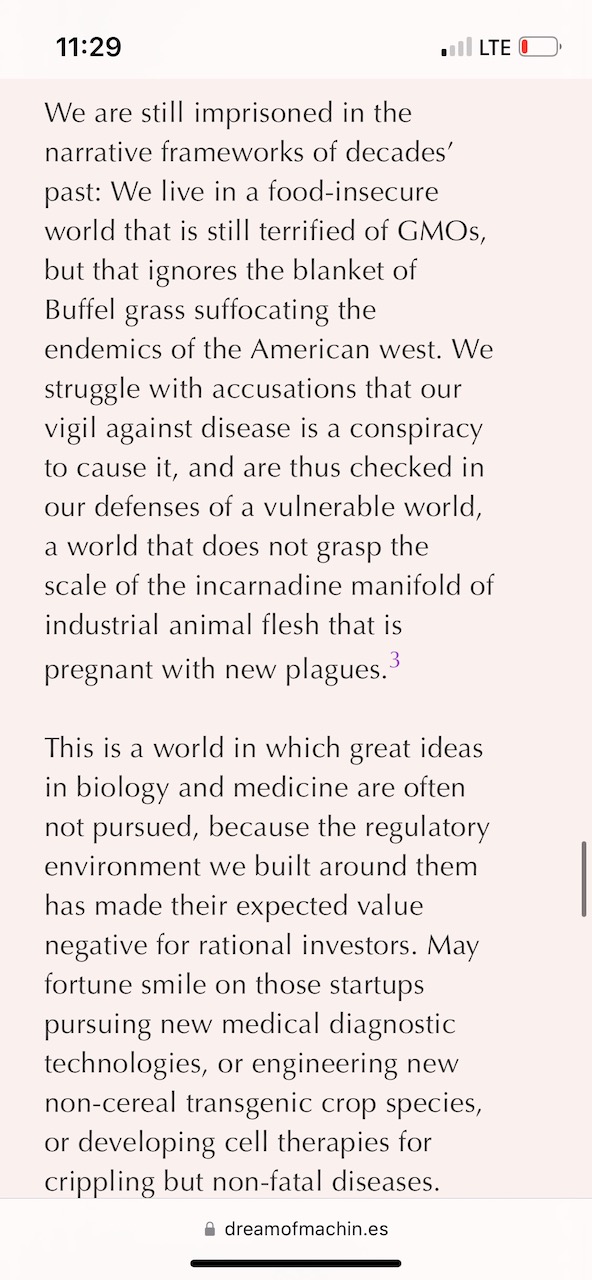 11:29
LTE
We are still imprisoned in the
narrative frameworks of decades’
past: We live in a food-insecure
world that is still terrified of GMOs,
but that ignores the blanket of
Buffel grass suffocating the
endemics of the American west. We
struggle with accusations that our
vigil against disease is a conspiracy
to cause it, and are thus checked in
our defenses of a vulnerable world,
a world that does not grasp the
scale of the incarnadine manifold of
industrial animal flesh that is
pregnant with new plagues.3
This is a world in which great ideas
in biology and medicine are often
not pursued, because the regulatory
environment we built around them
has made their expected value
negative for rational investors. May
fortune smile on those startups
pursuing new medical diagnostic
technologies, or engineering new
non-cereal transgenic crop species,
or developing cell therapies for
crippling but non-fatal diseases.
dreamofmachin.es